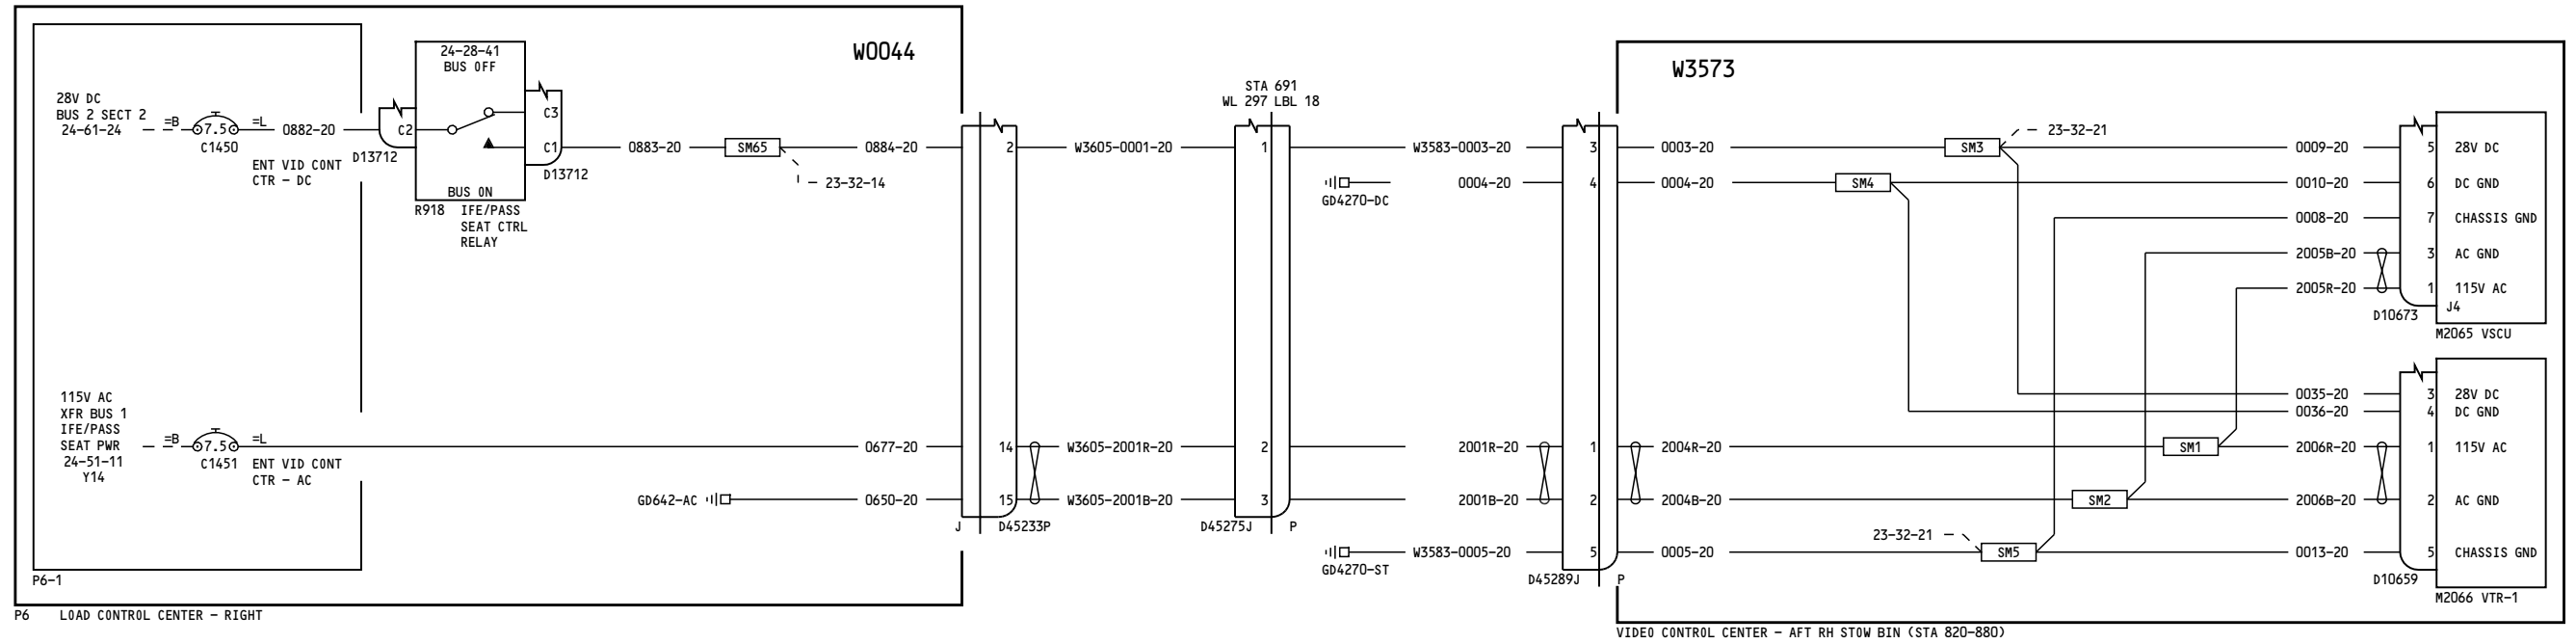 W0044
24-28-41
BUS OFF
28V DC
BUS 2 SECT 2
24-61-24
=B
7.5
=L
C1450
0882-20
ENT VID CONT
CTR - DC
D13712
C2
C3
C1
D13712
BUS ON
R918
IFE/PASS
SEAT CTRL
RELAY
0883-20
SM65
23-32-14
0884-20
115V AC
XFR BUS 1
IFE/PASS
SEAT PWR
24-51-11
Y14
=B
7.5
=L
C1451
ENT VID CONT
CTR - AC
0677-20
GD642-AC
0650-20
P6-1
P6
LOAD CONTROL CENTER - RIGHT
2
14
15
J
D45233P
W3605-0001-20
W3605-2001R-20
W3605-2001B-20
STA 691
WL 297 LBL 18
1
2
3
D45275J
P
W3583-0003-20
GD4270-DC
0004-20
2001R-20
2001B-20
GD4270-ST
W3583-0005-20
3
4
1
2
5
D45289J
P
W3573
0003-20
0004-20
2004R-20
2004B-20
0005-20
SM3
23-32-21
SM4
SM1
SM2
23-32-21
SM5
0009-20
0010-20
0008-20
2005B-20
2005R-20
5
28V DC
6
DC GND
7
CHASSIS GND
3
AC GND
1
115V AC
J4
D10673
M2065 VSCU
0035-20
0036-20
2006R-20
2006B-20
0013-20
3
28V DC
4
DC GND
1
115V AC
2
AC GND
5
CHASSIS GND
D10659
M2066 VTR-1
VIDEO CONTROL CENTER - AFT RH STOW BIN (STA 820-880)